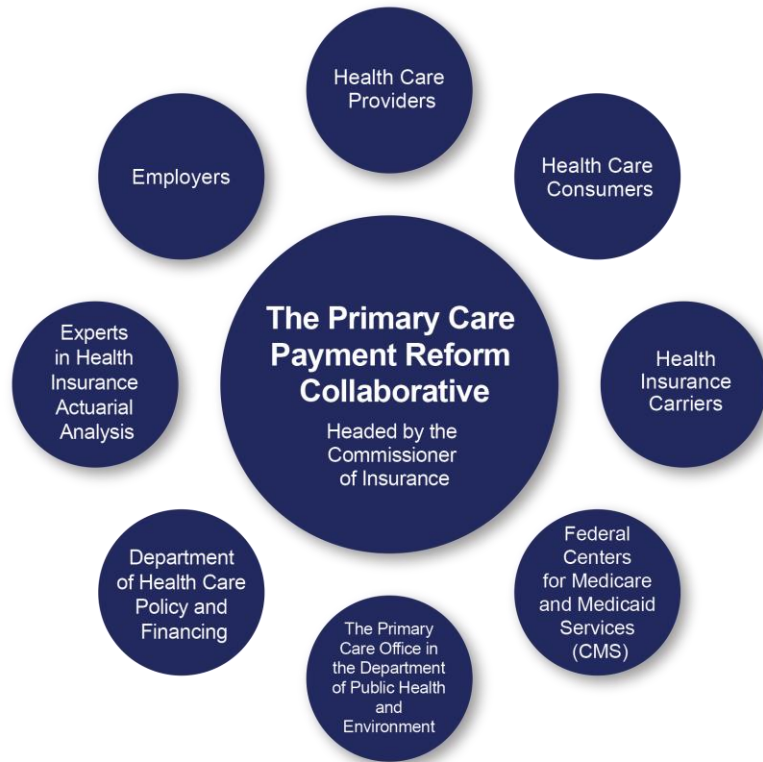 Health Care
Providers
Employers
Health Care
Consumers
The Primary Care
Payment Reform
Collaborative
Headed by the
Commissioner
of Insurance
Experts
in Health
Insurance
Actuarial
Analysis
Health
Insurance
Carriers
Department
of Health Care
Policy and
Financing
Federal
Centers
for Medicare
and Medicaid
Services
(CMS)
The Primary
Care Office in
the Department
of Public Health
and
Environment